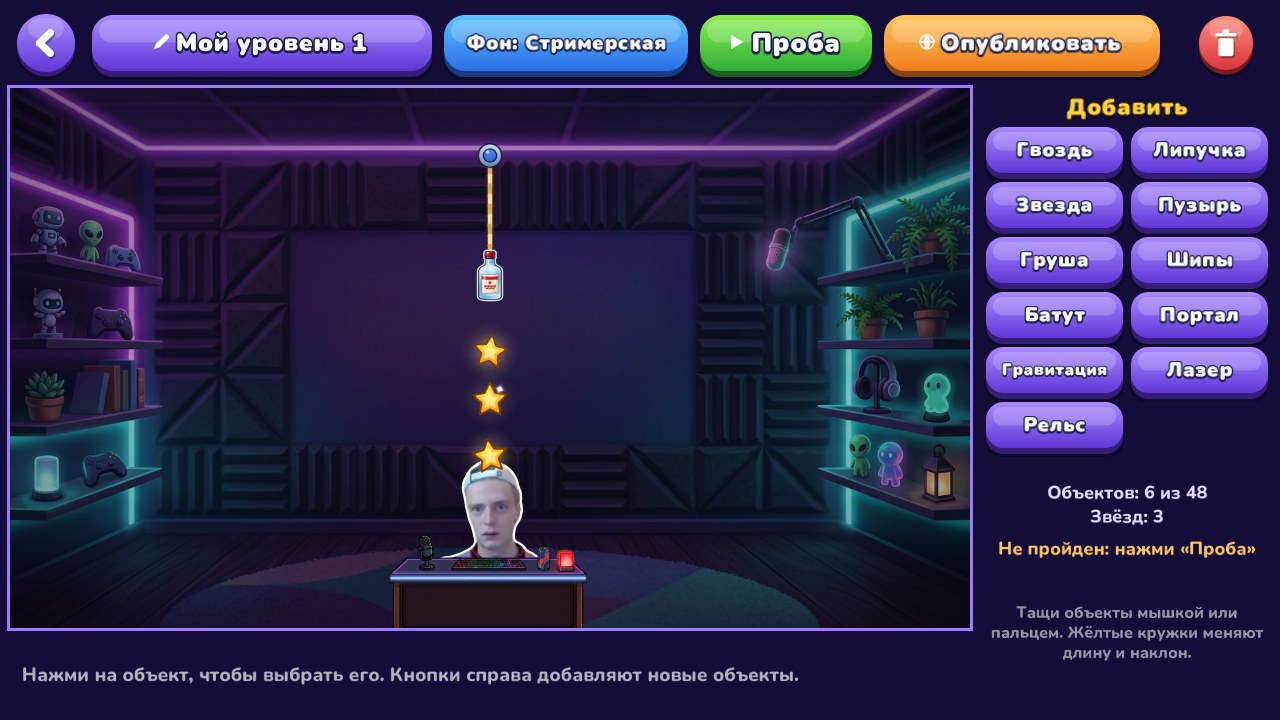 Мой уровень 1
Фон: Стримерская
Проба
Опубликовать
Добавить
Гвоздь
Липучка
Звезда
Пузырь
Груша
Шипы
Батут
Портал
Гравитация
Лазер
Рельс
Объектов: 6 из 48
Звёзд: 3
Не пройден: нажми «Проба»
Тащи объекты мышкой или
пальцем. Жёлтые кружки меняют
длину и наклон.
Нажми на объект, чтобы выбрать его. Кнопки справа добавляют новые объекты.